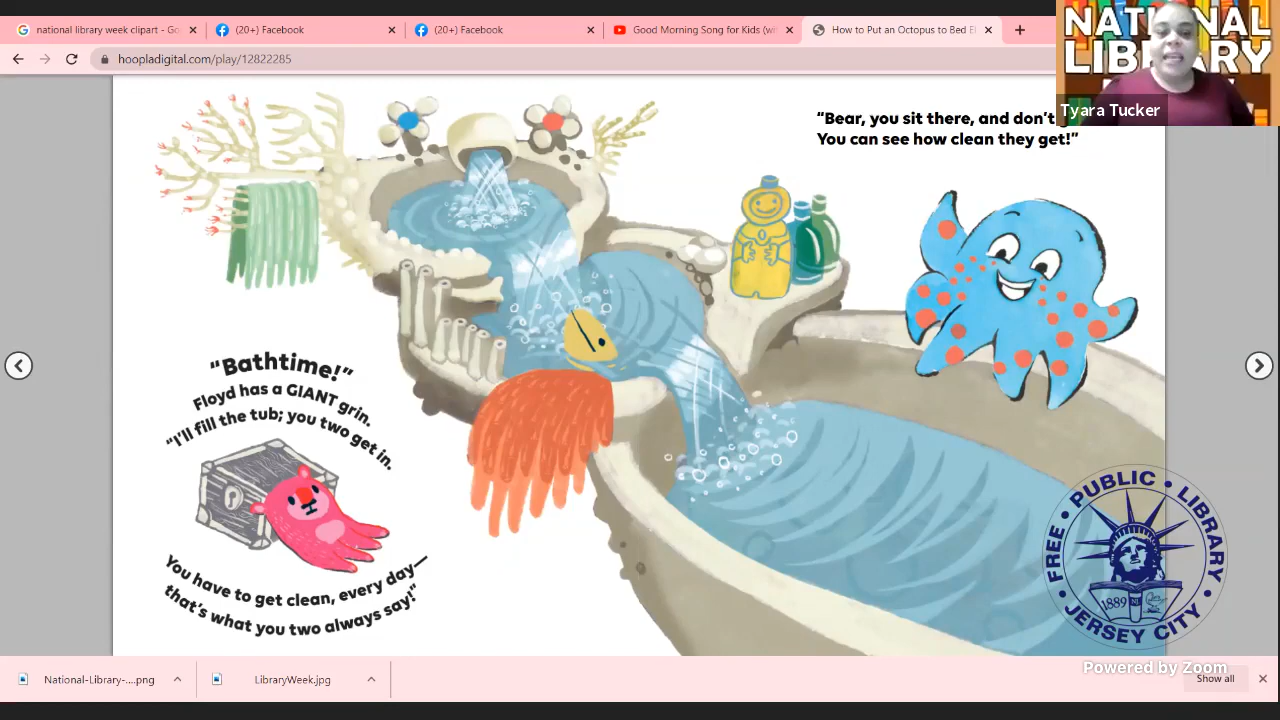 national library week clipart - Go
(20+) Facebook
(20+) Facebook
Good Morning Song for Kids (wi
How to Put an Octopus to Bed El
hoopladigital.com/play/12822285
NATIONAL
LIBRARY
Tyara Tucker
“Bear, you sit there, and don’t
You can see how clean they get!”
“Bathtime!”
Floyd has a GIANT grin.
“I’ll fill the tub; you two get in.
You have to get clean, every day—
that’s what you two always say!”
FREE • PUBLIC • LIBRARY
1889
• JERSEY CITY •
Powered by Zoom
National-Library-....png
LibraryWeek.jpg
Show all